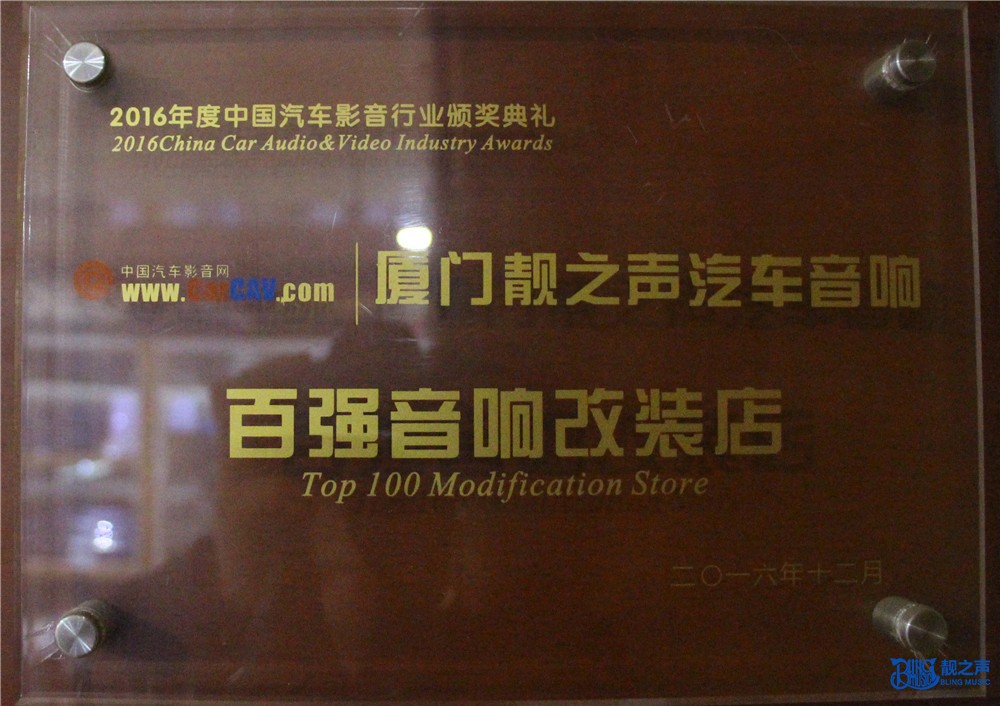 2016年度中国汽车影音行业颁奖典礼
2016China Car Audio&Video Industry Awards
中国汽车影音网
www.CarCAV.com
厦门靓之声汽车音响
百强音响改装店
Top 100 Modification Store
二〇一六年十二月
靓之声
BLING MUSIC